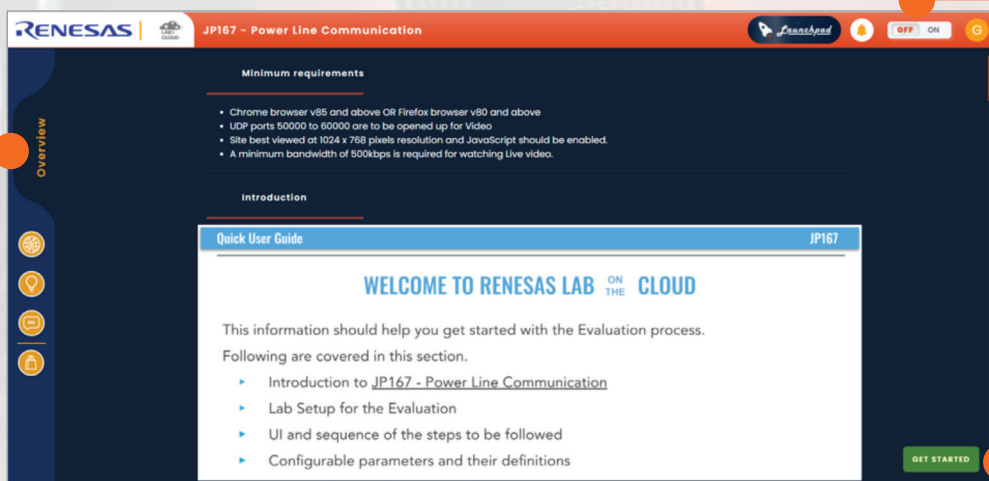 RENESAS
LAB ON THE CLOUD
JP167 - Power Line Communication
Launchpad
OFF ON
G
Overview
Minimum requirements
• Chrome browser v85 and above OR Firefox browser v80 and above
• UDP ports 50000 to 60000 are to be opened up for Video
• Site best viewed at 1024 x 768 pixels resolution and JavaScript should be enabled.
• A minimum bandwidth of 500kbps is required for watching Live video.
Introduction
Quick User Guide JP167
WELCOME TO RENESAS LAB ON THE CLOUD
This information should help you get started with the Evaluation process.
Following are covered in this section.
▸ Introduction to JP167 - Power Line Communication
▸ Lab Setup for the Evaluation
▸ UI and sequence of the steps to be followed
▸ Configurable parameters and their definitions
GET STARTED